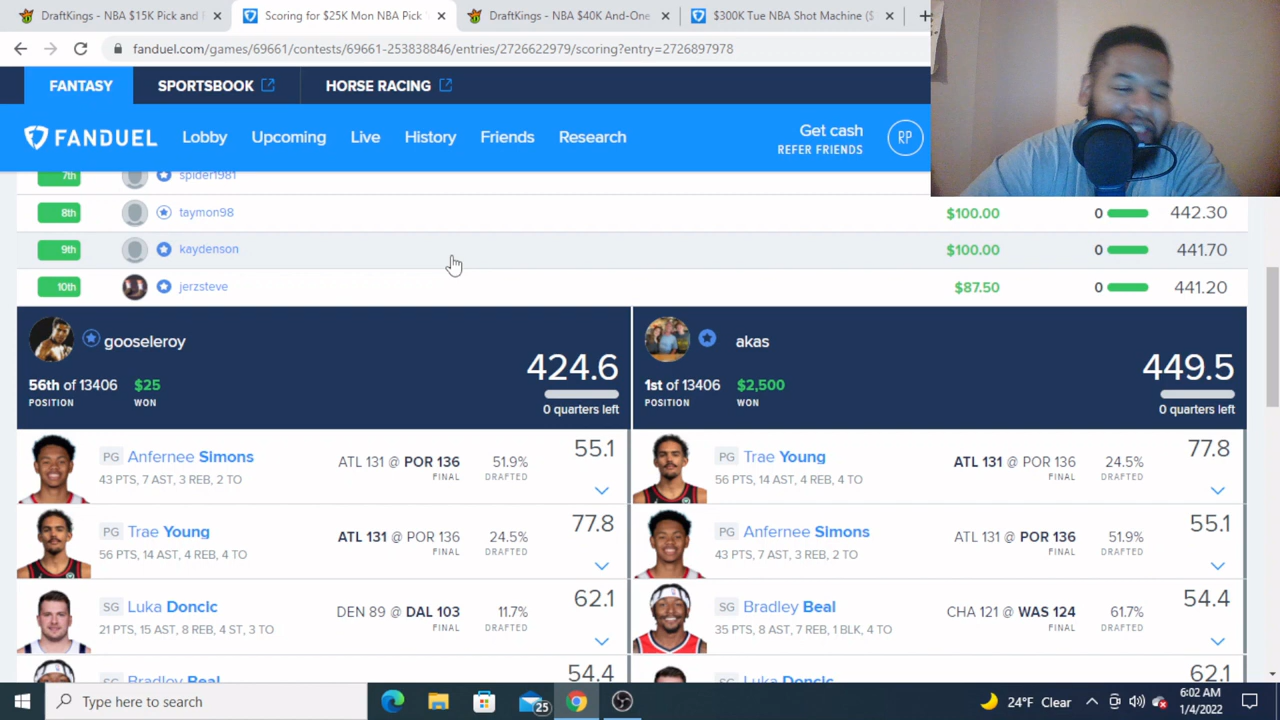 DraftKings - NBA $15K Pick and
Scoring for $25K Mon NBA Pick '
DraftKings - NBA $40K And-One
$300K Tue NBA Shot Machine ($
fanduel.com/games/69661/contests/69661-253838846/entries/2726622979/scoring?entry=2726897978
FANTASY SPORTSBOOK HORSE RACING
FANDUEL Lobby Upcoming Live History Friends Research Get cash RP
REFER FRIENDS
7th spider1981
8th taymon98 $100.00 0 442.30
9th kaydenson $100.00 0 441.70
10th jerzsteve $87.50 0 441.20
gooseleroy 424.6
56th of 13406 $25
POSITION WON 0 quarters left
akas 449.5
1st of 13406 $2,500
POSITION WON 0 quarters left
PG Anfernee Simons ATL 131 @ POR 136 51.9% 55.1
43 PTS, 7 AST, 3 REB, 2 TO FINAL DRAFTED
PG Trae Young ATL 131 @ POR 136 24.5% 77.8
56 PTS, 14 AST, 4 REB, 4 TO FINAL DRAFTED
PG Trae Young ATL 131 @ POR 136 24.5% 77.8
56 PTS, 14 AST, 4 REB, 4 TO FINAL DRAFTED
PG Anfernee Simons ATL 131 @ POR 136 51.9% 55.1
43 PTS, 7 AST, 3 REB, 2 TO FINAL DRAFTED
SG Luka Doncic DEN 89 @ DAL 103 11.7% 62.1
21 PTS, 15 AST, 8 REB, 4 ST, 3 TO FINAL DRAFTED
SG Bradley Beal CHA 121 @ WAS 124 61.7% 54.4
35 PTS, 8 AST, 7 REB, 1 BLK, 4 TO FINAL DRAFTED
Bradley Beal 54.4
Luka Doncic 62.1
Type here to search
25
24°F Clear
6:02 AM
1/4/2022